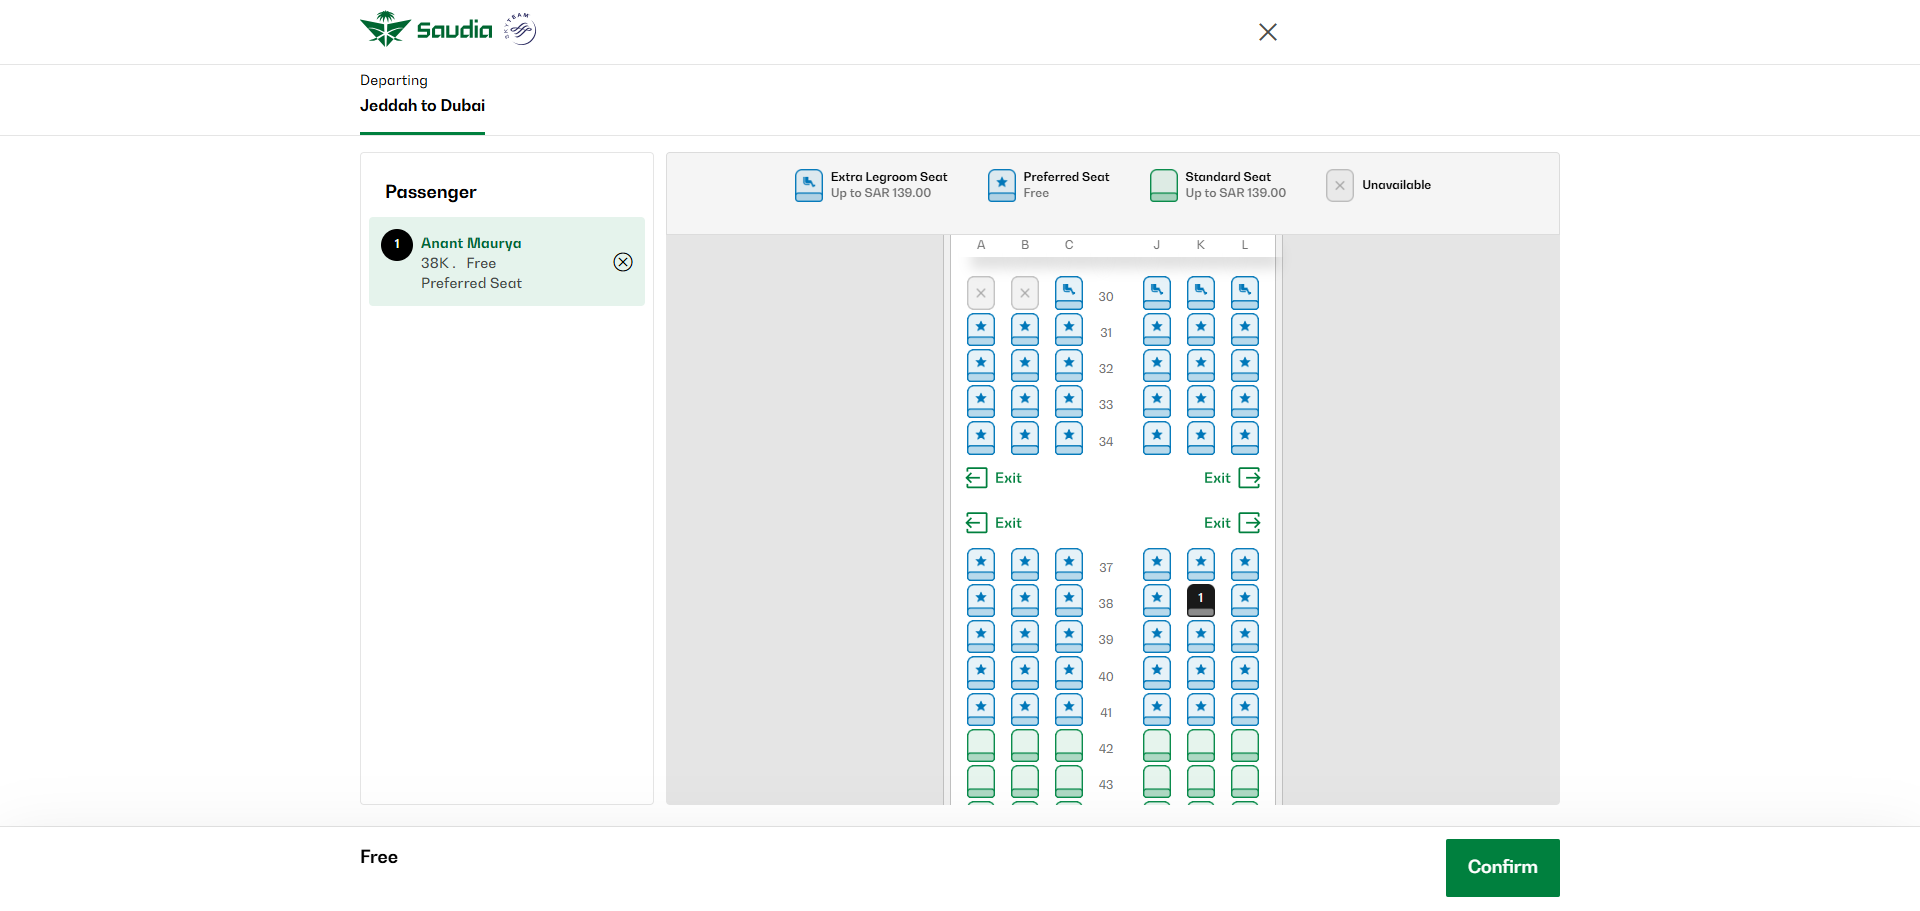 Saudia SKYTEAM
Departing
Jeddah to Dubai
Passenger
1 Anant Maurya
38K . Free
Preferred Seat
Extra Legroom Seat
Up to SAR 139.00
Preferred Seat
Free
Standard Seat
Up to SAR 139.00
Unavailable
A B C J K L
30
31
32
33
34
Exit Exit
Exit Exit
37
38 1
39
40
41
42
43
Free
Confirm